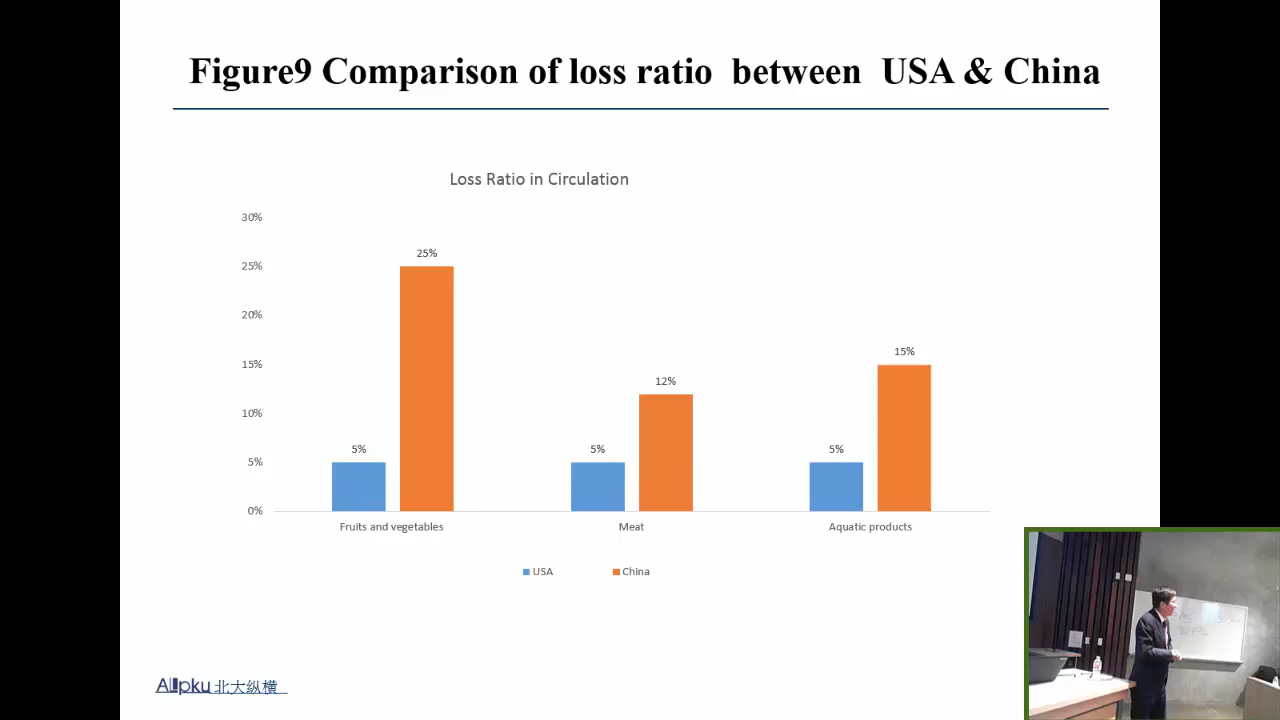 Figure9 Comparison of loss ratio between USA & China
Loss Ratio in Circulation
30%
25%
20%
15%
10%
5%
0%
5%
25%
5%
12%
5%
15%
Fruits and vegetables
Meat
Aquatic products
USA
China
Allpku 北大纵横